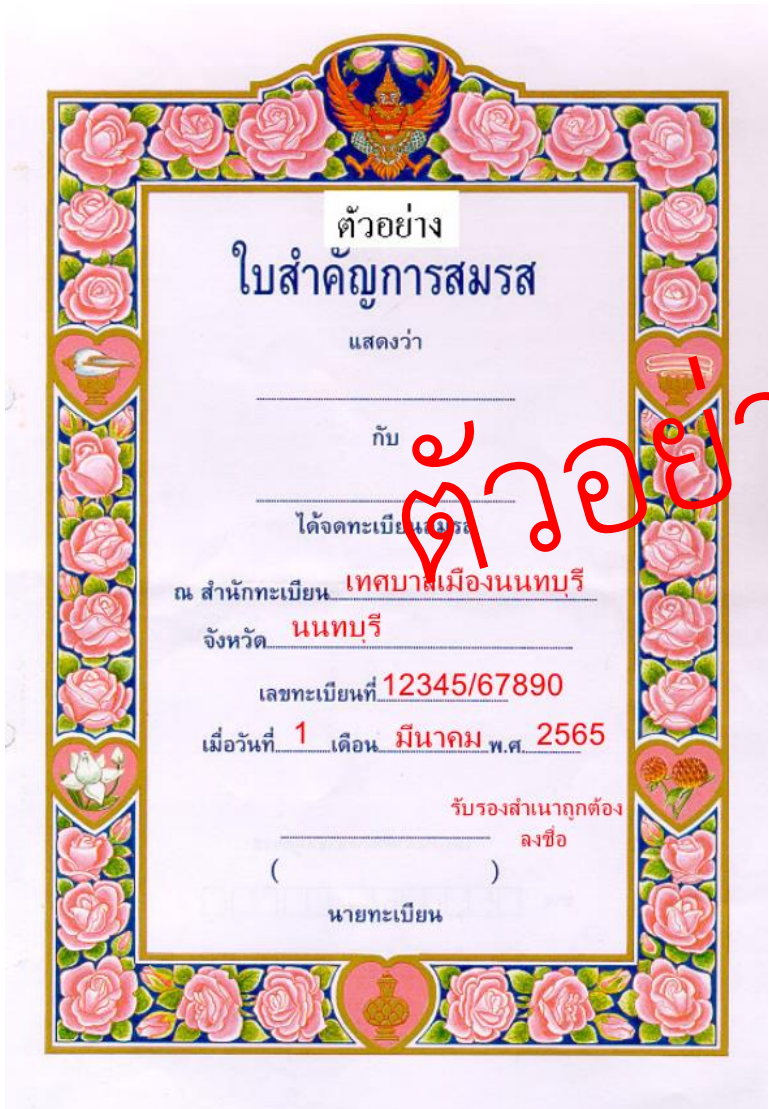 ตัวอย่าง
ใบสำคัญการสมรส
แสดงว่า
กับ
ได้จดทะเบียนสมรส
ตัวอย่า
ณ สำนักทะเบียน เทศบาลเมืองนนทบุรี
จังหวัด นนทบุรี
เลขทะเบียนที่ 12345/67890
เมื่อวันที่ 1 เดือน มีนาคม พ.ศ. 2565
รับรองสำเนาถูกต้อง
ลงชื่อ
( )
นายทะเบียน